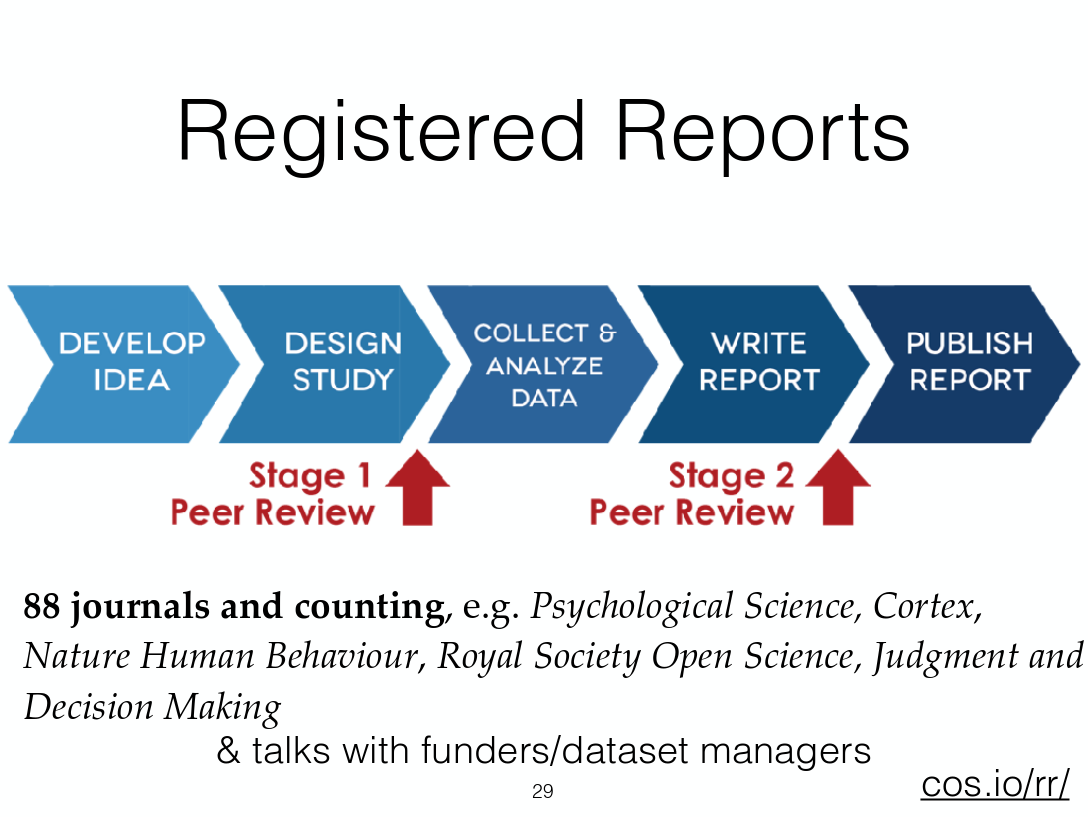 Registered Reports
DEVELOP
IDEA
DESIGN
STUDY
COLLECT &
ANALYZE
DATA
WRITE
REPORT
PUBLISH
REPORT
Stage 1
Peer Review
Stage 2
Peer Review
88 journals and counting, e.g. Psychological Science, Cortex,
Nature Human Behaviour, Royal Society Open Science, Judgment and
Decision Making
& talks with funders/dataset managers
29
cos.io/rr/